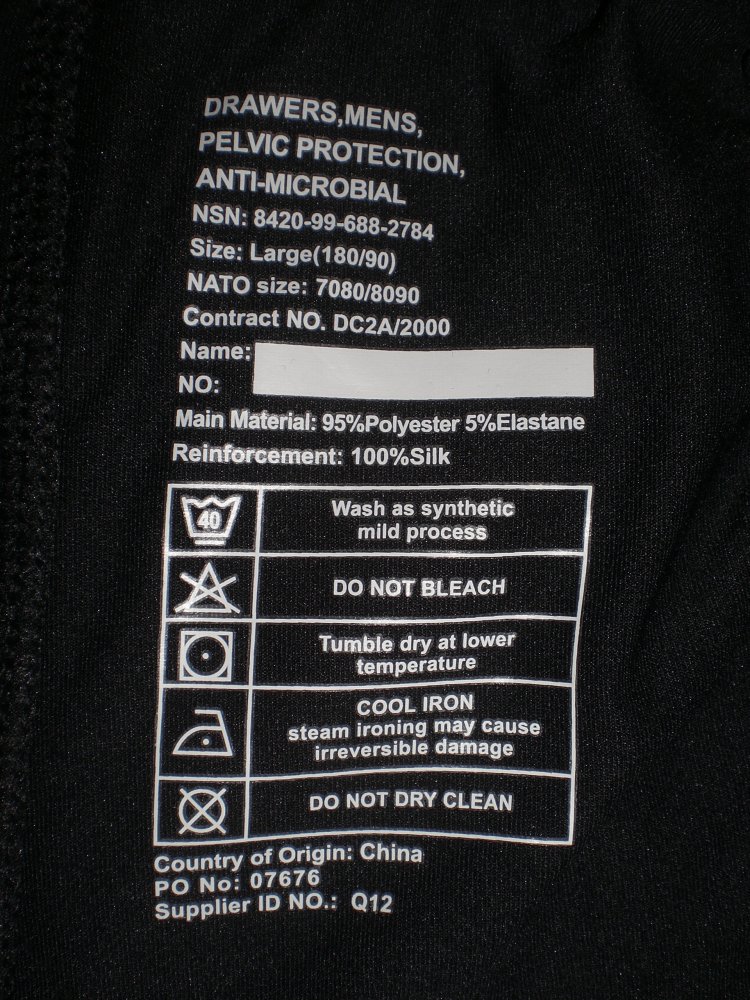 DRAWERS,MENS,
PELVIC PROTECTION,
ANTI-MICROBIAL
NSN: 8420-99-688-2784
Size: Large(180/90)
NATO size: 7080/8090
Contract NO. DC2A/2000
Name:
NO:
Main Material: 95%Polyester 5%Elastane
Reinforcement: 100%Silk
40
Wash as synthetic
mild process
DO NOT BLEACH
Tumble dry at lower
temperature
COOL IRON
steam ironing may cause
irreversible damage
DO NOT DRY CLEAN
Country of Origin: China
PO No: 07676
Supplier ID NO.: Q12